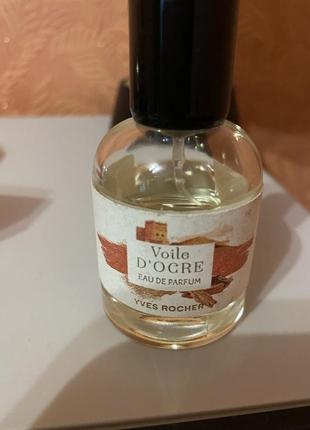 Voile
D'OCRE
EAU DE PARFUM
YVES ROCHER